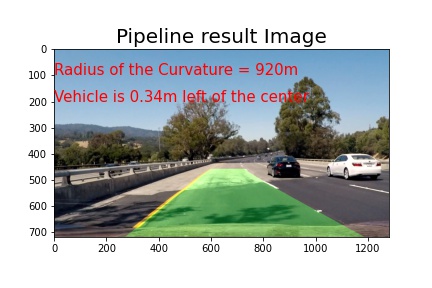 Pipeline result Image
0
100
Radius of the Curvature = 920m
Vehicle is 0.34m left of the center
200
300
400
500
600
700
0 200 400 600 800 1000 1200